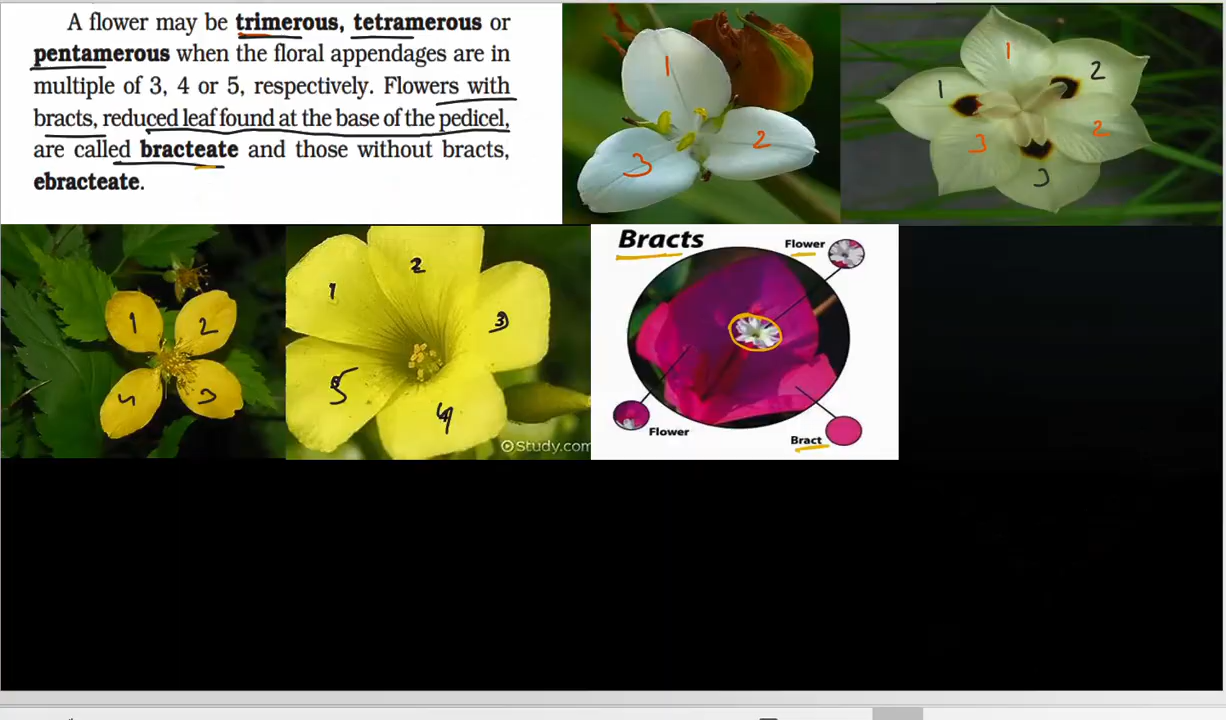 A flower may be trimerous, tetramerous or
pentamerous when the floral appendages are in
multiple of 3, 4 or 5, respectively. Flowers with
bracts, reduced leaf found at the base of the pedicel,
are called bracteate and those without bracts,
ebracteate.
1
2
3
1
2
1
2
3
3
1
2
4
3
1
2
3
5
4
Study.com
Bracts
Flower
Flower
Bract